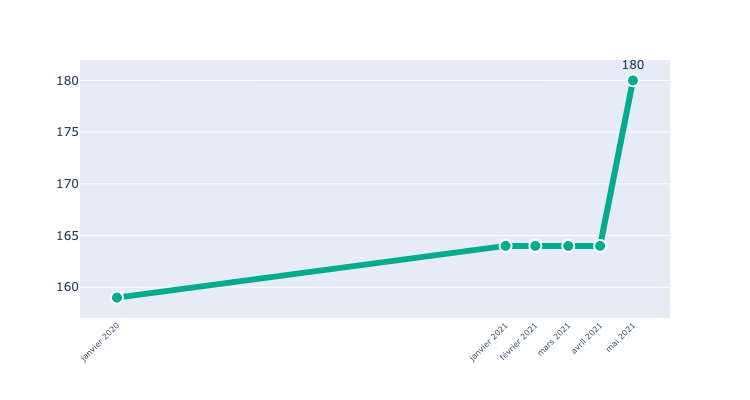 180
180
175
170
165
160
janvier 2020
janvier 2021
février 2021
mars 2021
avril 2021
mai 2021